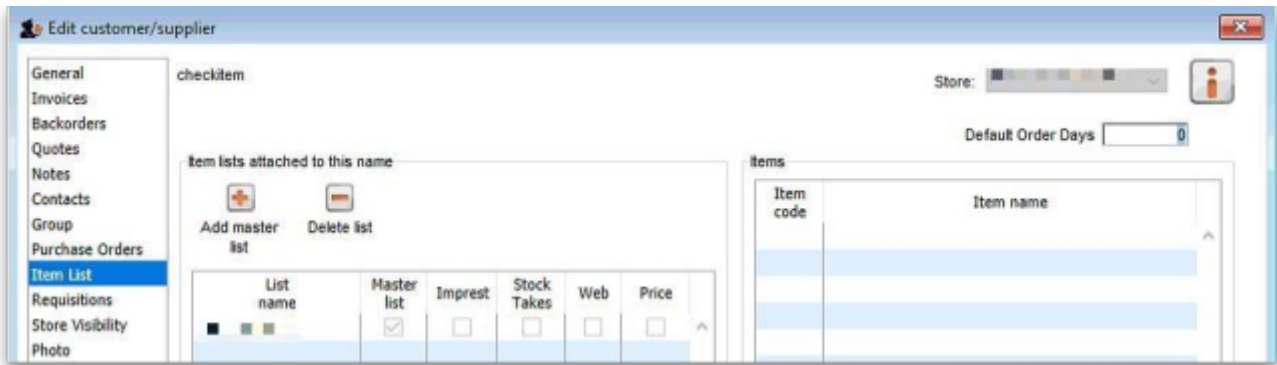 Edit customer/supplier
General
Invoices
Backorders
Quotes
Notes
Contacts
Group
Purchase Orders
Item List
Requisitions
Store Visibility
Photo
checkitem
Store:
Default Order Days 0
Item lists attached to this name
Add master
list
Delete list
List
name
Master
list
Imprest
Stock
Takes
Web
Price
Items
Item
code
Item name